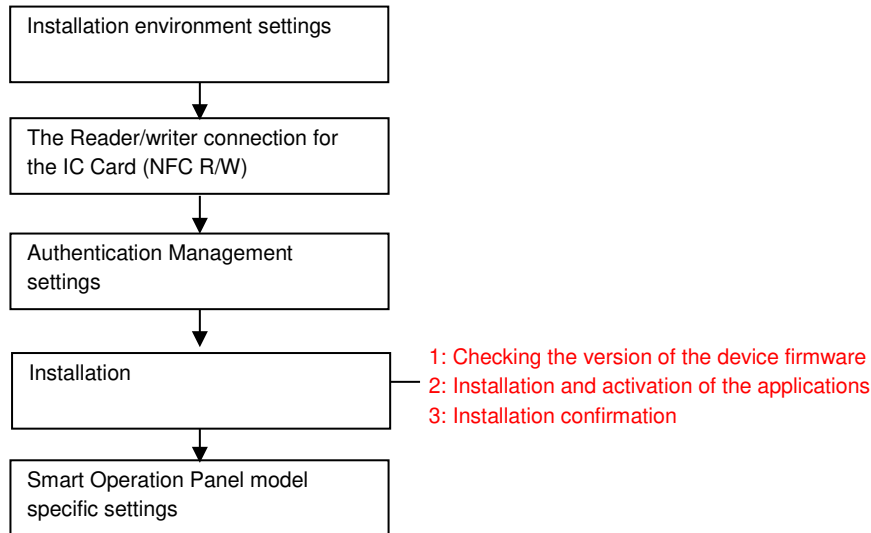 Installation environment settings
The Reader/writer connection for
the IC Card (NFC R/W)
Authentication Management
settings
Installation
1: Checking the version of the device firmware
2: Installation and activation of the applications
3: Installation confirmation
Smart Operation Panel model
specific settings